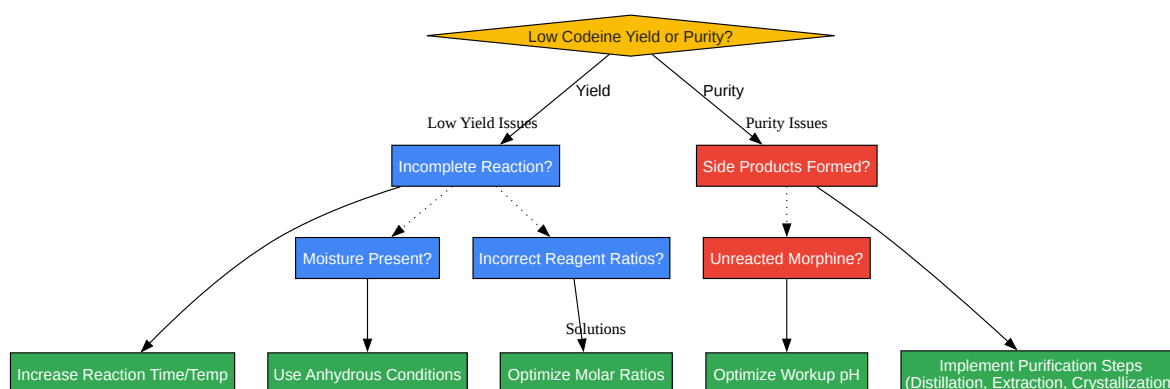 Low Codeine Yield or Purity?
Yield
Purity
Low Yield Issues
Purity Issues
Incomplete Reaction?
Side Products Formed?
Moisture Present?
Incorrect Reagent Ratios?
Unreacted Morphine?
Solutions
Increase Reaction Time/Temp
Use Anhydrous Conditions
Optimize Molar Ratios
Optimize Workup pH
Implement Purification Steps
(Distillation, Extraction, Crystallization